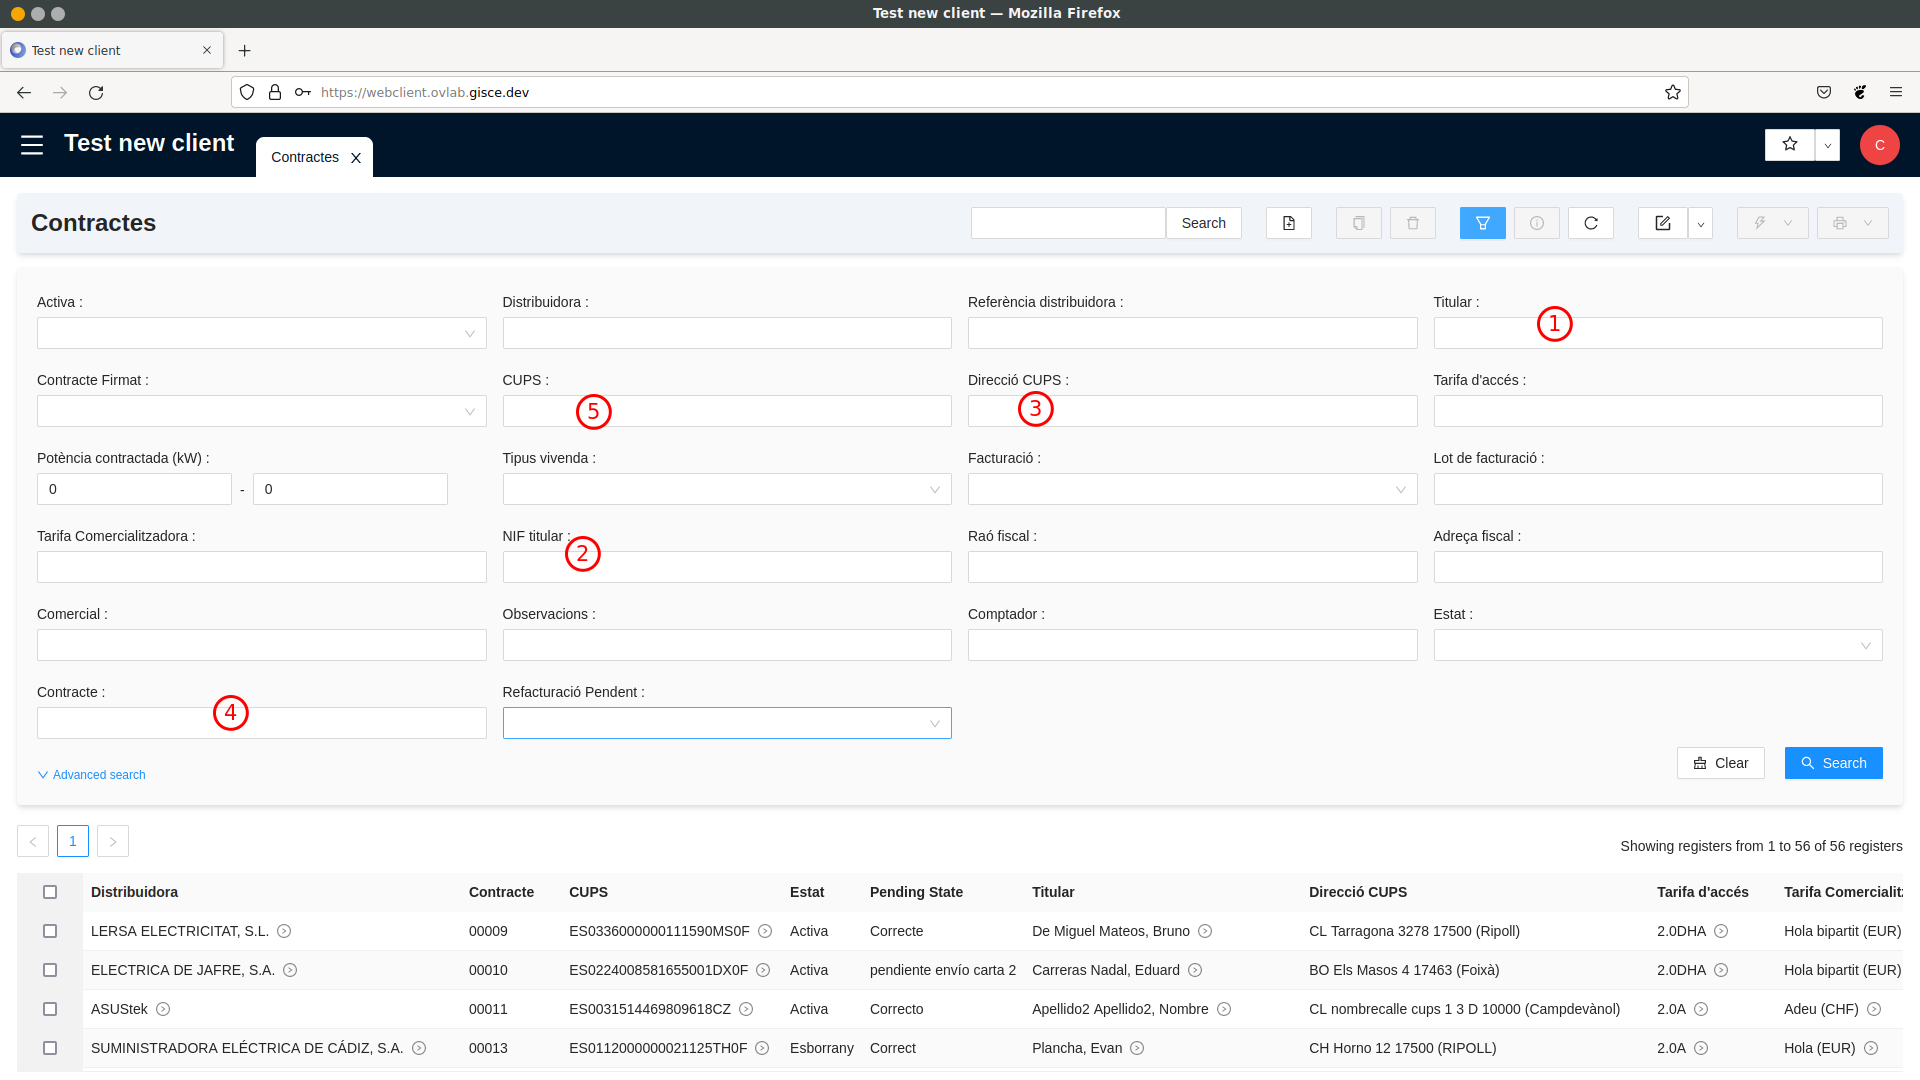 Test new client — Mozilla Firefox
Test new client
https://webclient.ovlab.gisce.dev
Test new client
Contractes X
C
Contractes
Search
Activa :
Distribuidora :
Referència distribuidora :
Titular :
1
Contracte Firmat :
CUPS :
Direcció CUPS :
Tarifa d'accés :
5
3
Potència contractada (kW) :
Tipus vivenda :
Facturació :
Lot de facturació :
0 - 0
Tarifa Comercialitzadora :
NIF titular :
Raó fiscal :
Adreça fiscal :
2
Comercial :
Observacions :
Comptador :
Estat :
Contracte :
Refacturació Pendent :
4
Advanced search
Clear
Search
< 1 >
Showing registers from 1 to 56 of 56 registers
Distribuidora Contracte CUPS Estat Pending State Titular Direcció CUPS Tarifa d'accés Tarifa Comercialit
LERSA ELECTRICITAT, S.L. 00009 ES0336000000111590MS0F Activa Correcte De Miguel Mateos, Bruno CL Tarragona 3278 17500 (Ripoll) 2.0DHA Hola bipartit (EUR)
ELECTRICA DE JAFRE, S.A. 00010 ES0224008581655001DX0F Activa pendiente envío carta 2 Carreras Nadal, Eduard BO Els Masos 4 17463 (Foixà) 2.0DHA Hola bipartit (EUR)
ASUStek 00011 ES0031514469809618CZ Activa Correcto Apellido2 Apellido2, Nombre CL nombrecalle cups 1 3 D 10000 (Campdevànol) 2.0A Adeu (CHF)
SUMINISTRADORA ELÉCTRICA DE CÁDIZ, S.A. 00013 ES0112000000021125TH0F Esborrany Correct Plancha, Evan CH Horno 12 17500 (RIPOLL) 2.0A Hola (EUR)